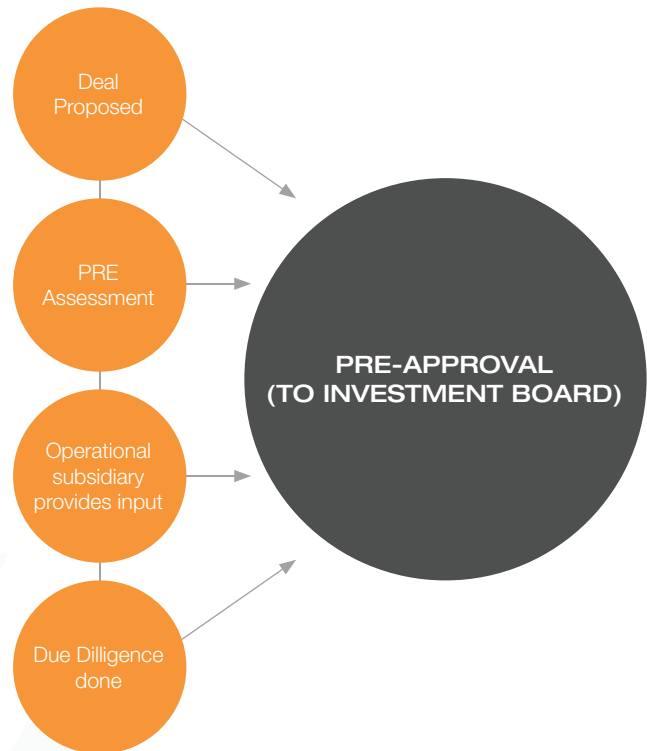 Deal
Proposed
PRE
Assessment
Operational
subsidiary
provides input
Due Dilligence
done
PRE-APPROVAL
(TO INVESTMENT BOARD)